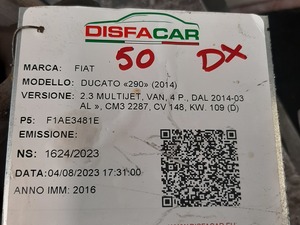 DISFACAR
50 DX
MARCA: FIAT
MODELLO: DUCATO «290» (2014)
VERSIONE: 2.3 MULTIJET, VAN, 4 P., DAL 2014-03
AL », CM3 2287, CV 148, KW. 109 (D)
P5: F1AE3481E
EMISSIONE:
NS: 1624/2023
DATA:04/08/2023 17:31:00
ANNO IMM: 2016